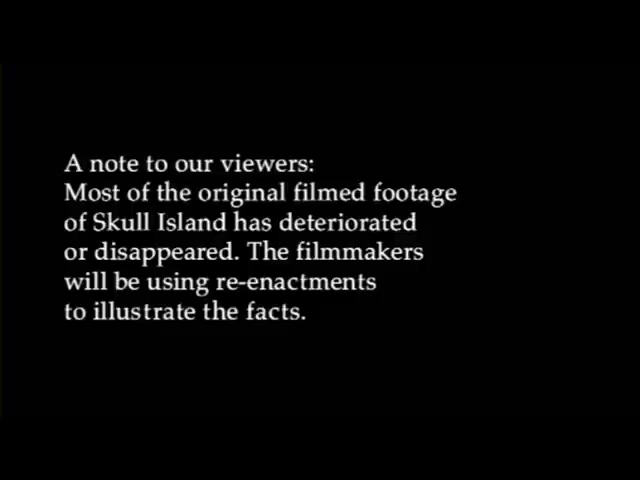 A note to our viewers:
Most of the original filmed footage
of Skull Island has deteriorated
or disappeared. The filmmakers
will be using re-enactments
to illustrate the facts.